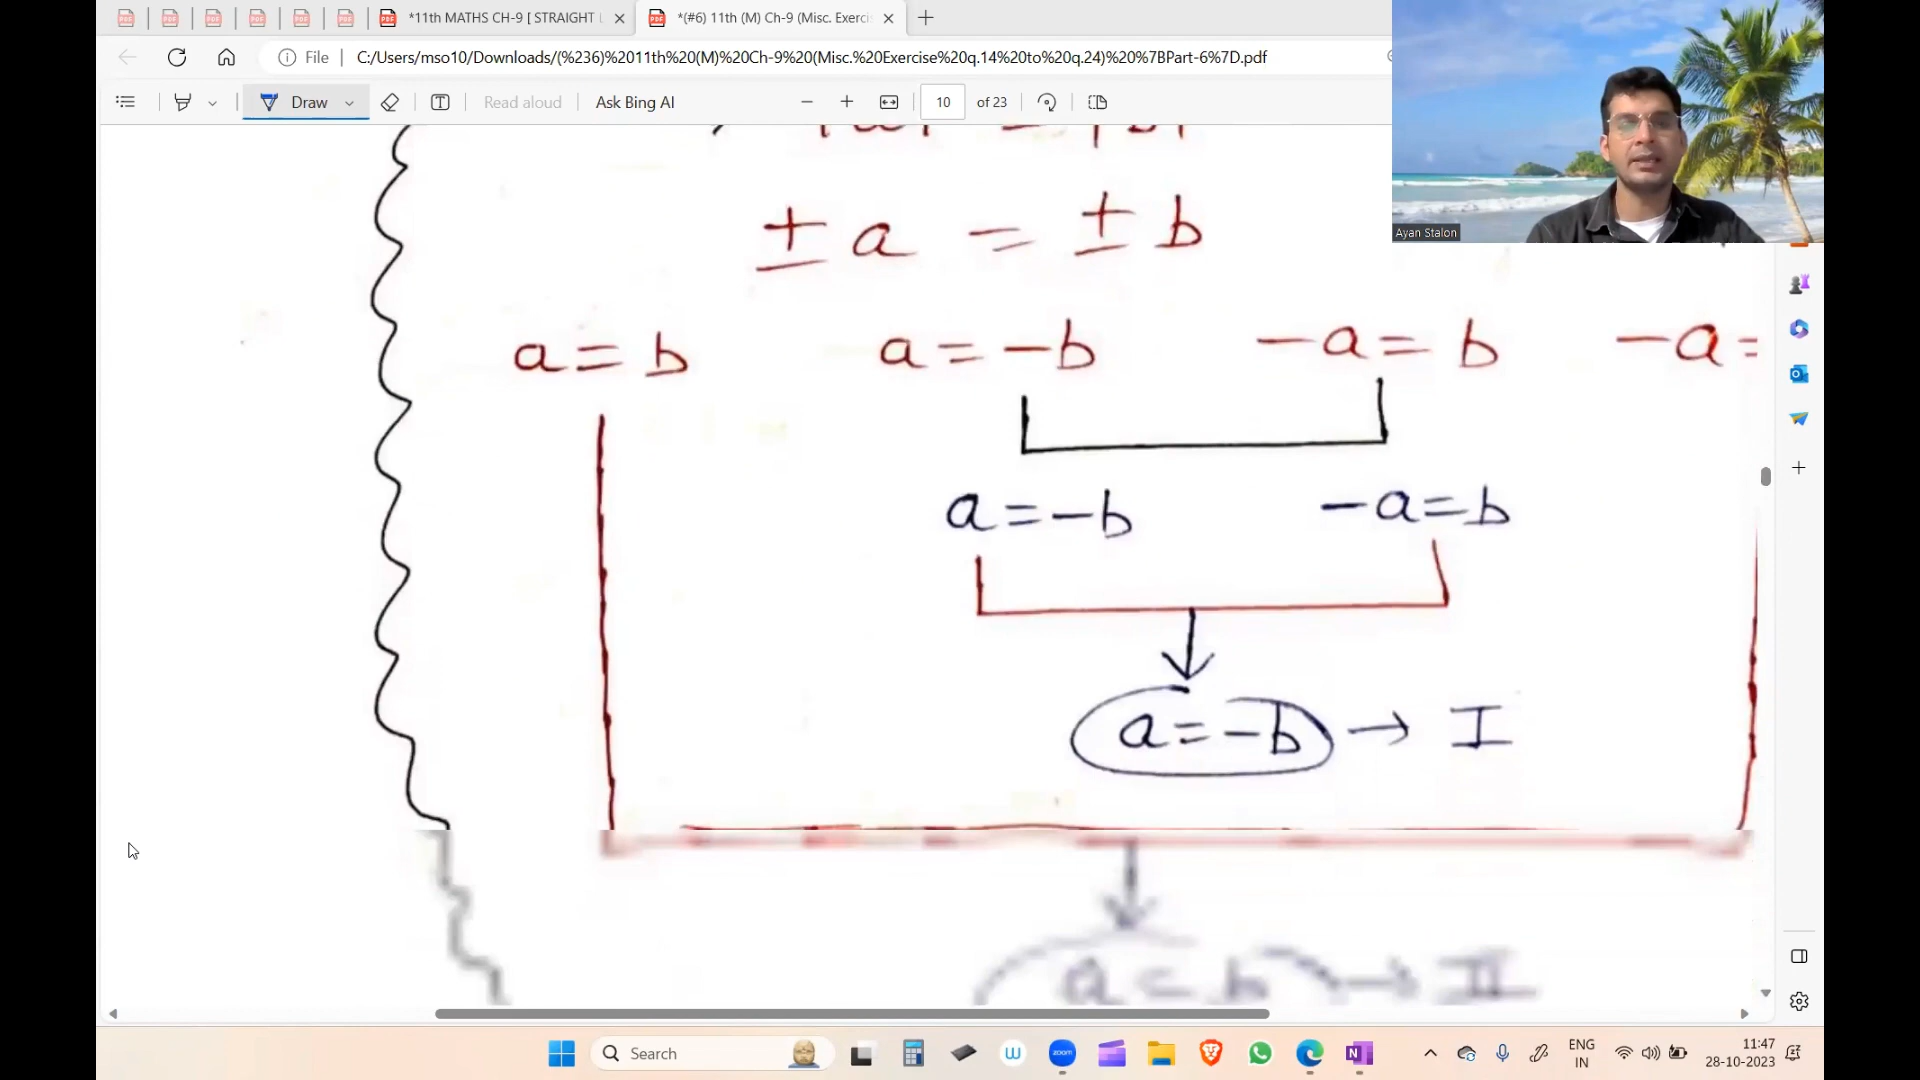 *11th MATHS CH-9 [ STRAIGHT L
*(#6) 11th (M) Ch-9 (Misc. Exerci
File C:/Users/mso10/Downloads/(%236)%2011th%20(M)%20Ch-9%20(Misc.%20Exercise%20q.14%20to%20q.24)%20%7BPart-6%7D.pdf
Draw Read aloud Ask Bing AI 10 of 23
Ayan Stalon
|a| = |b|
± a = ± b
a = b a = -b -a = b -a =
a = -b -a = b
a = -b → I
a = b → II
Search
ENG
IN
11:47
28-10-2023